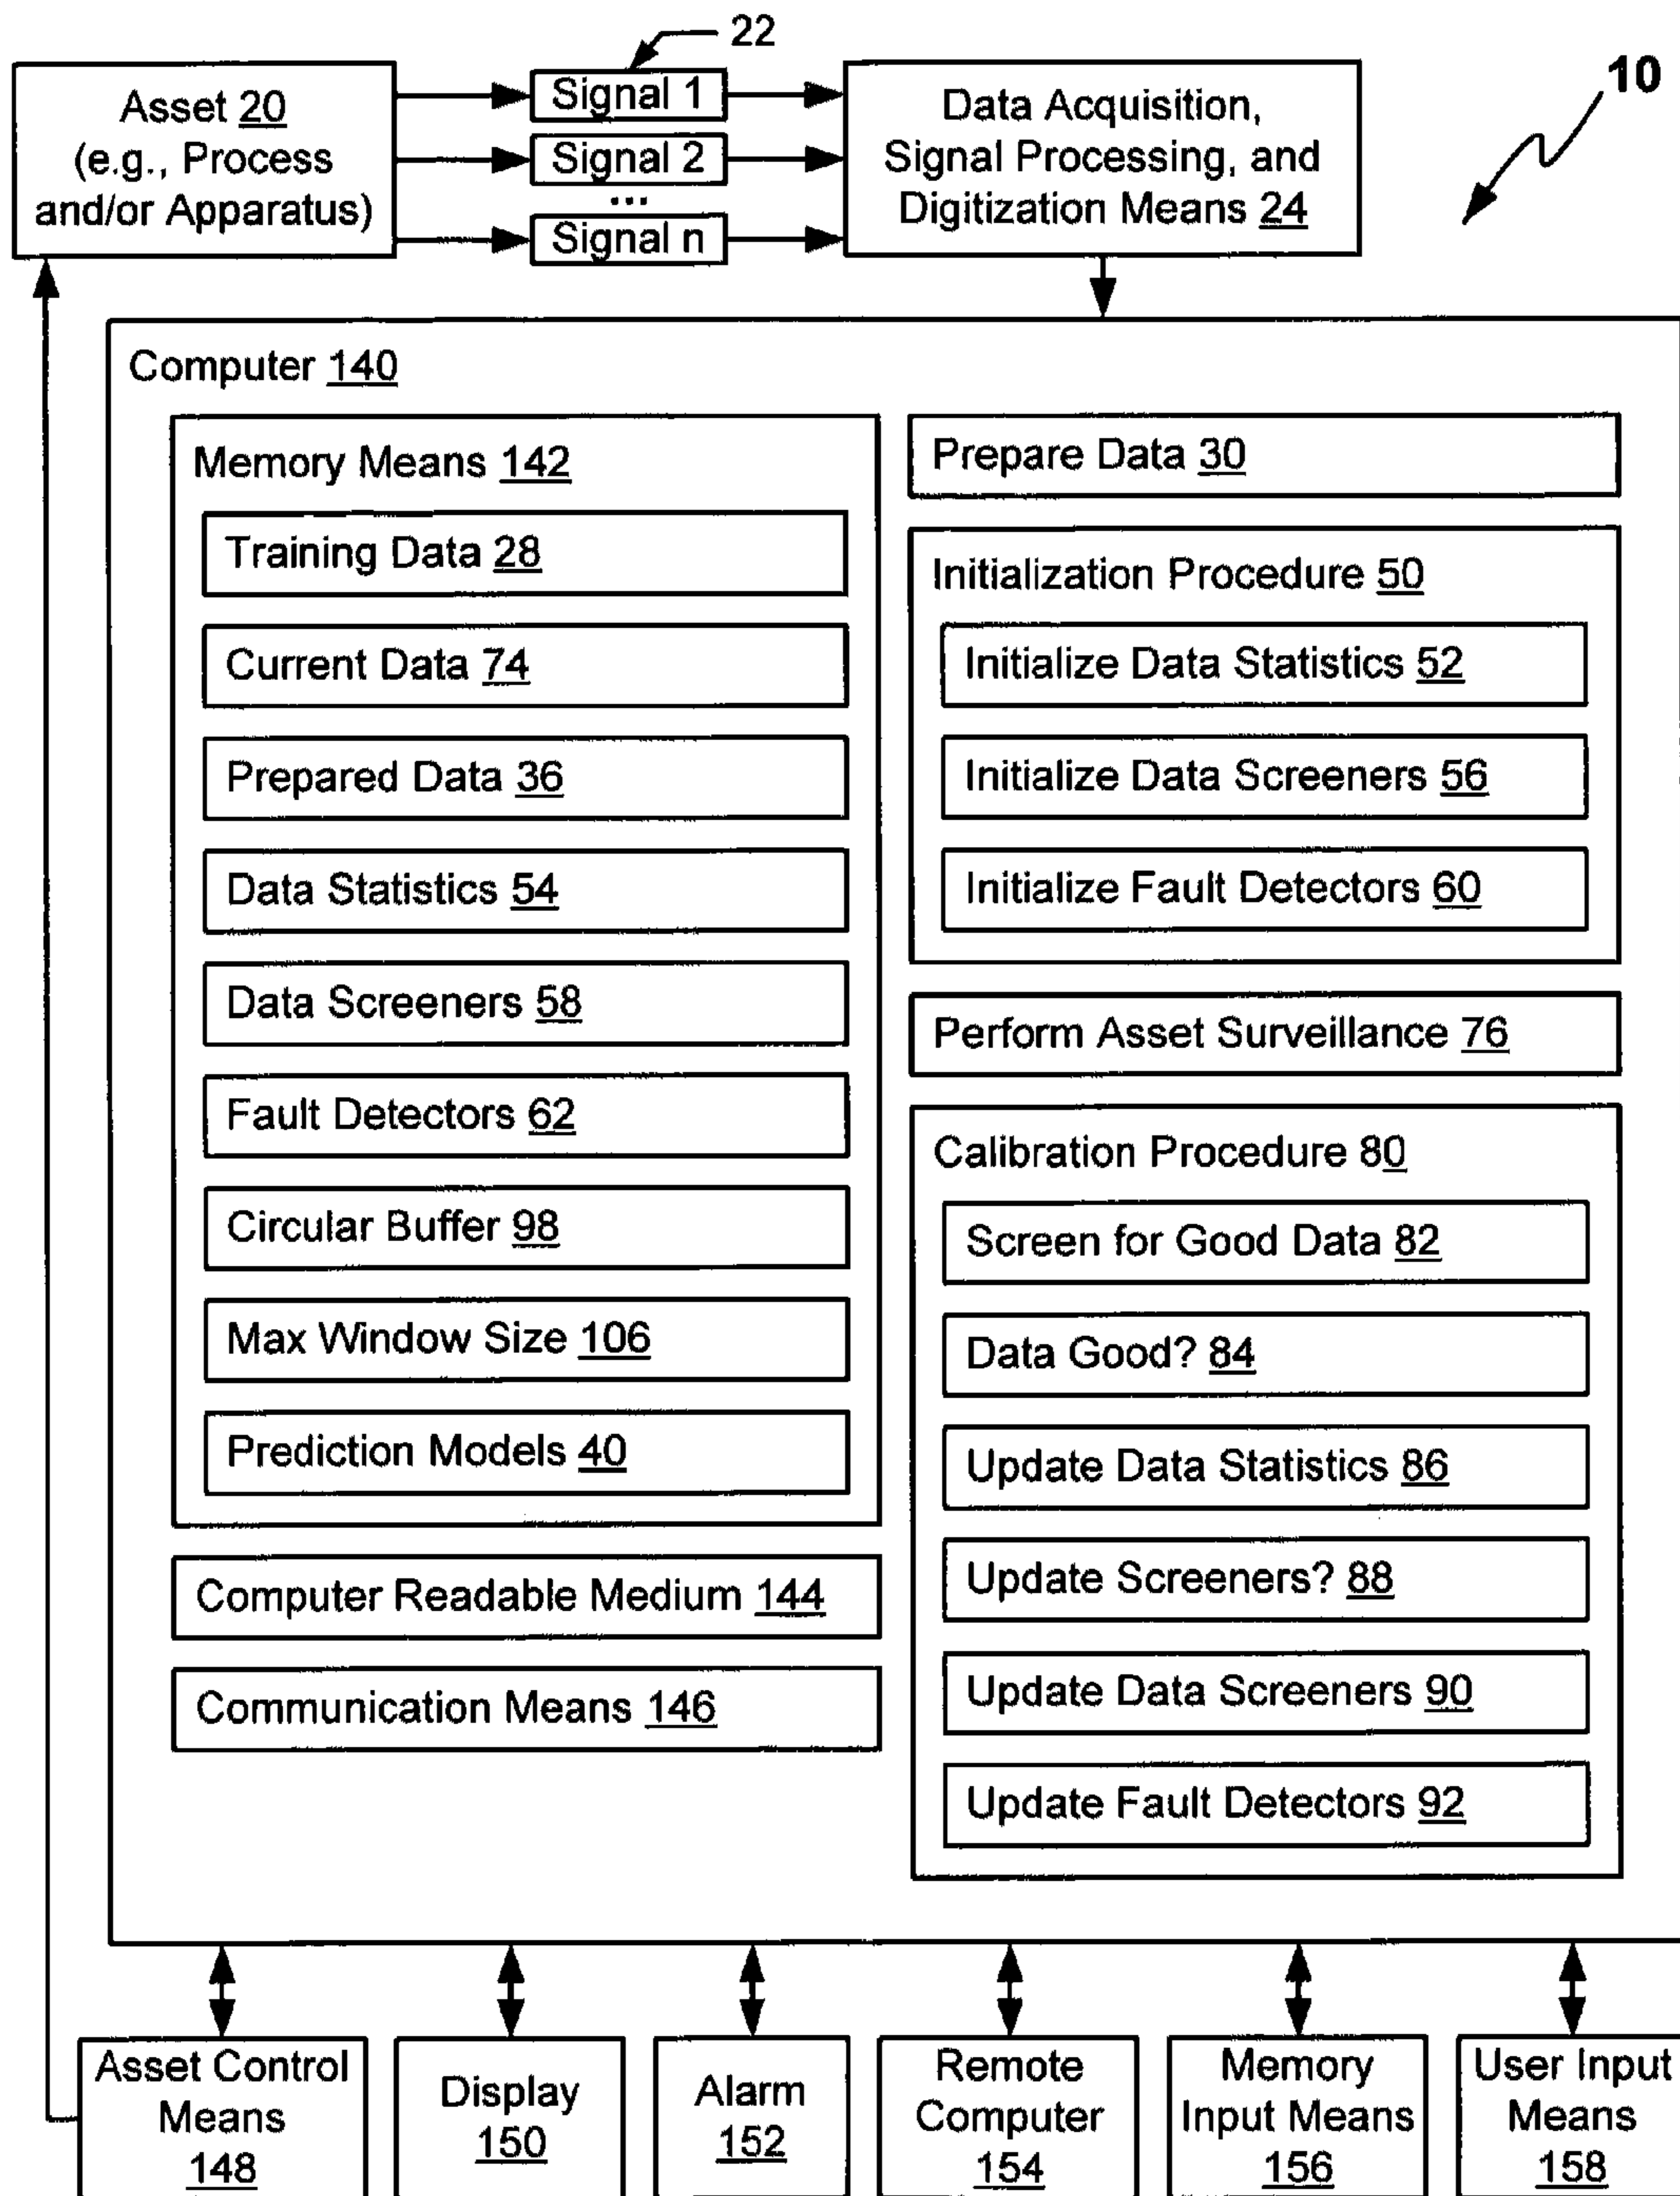 22
10
Asset 20
(e.g., Process
and/or Apparatus)
Signal 1
Signal 2
...
Signal n
Data Acquisition,
Signal Processing, and
Digitization Means 24
Computer 140
Memory Means 142
Training Data 28
Current Data 74
Prepared Data 36
Data Statistics 54
Data Screeners 58
Fault Detectors 62
Circular Buffer 98
Max Window Size 106
Prediction Models 40
Computer Readable Medium 144
Communication Means 146
Prepare Data 30
Initialization Procedure 50
Initialize Data Statistics 52
Initialize Data Screeners 56
Initialize Fault Detectors 60
Perform Asset Surveillance 76
Calibration Procedure 80
Screen for Good Data 82
Data Good? 84
Update Data Statistics 86
Update Screeners? 88
Update Data Screeners 90
Update Fault Detectors 92
Asset Control
Means
148
Display
150
Alarm
152
Remote
Computer
154
Memory
Input Means
156
User Input
Means
158